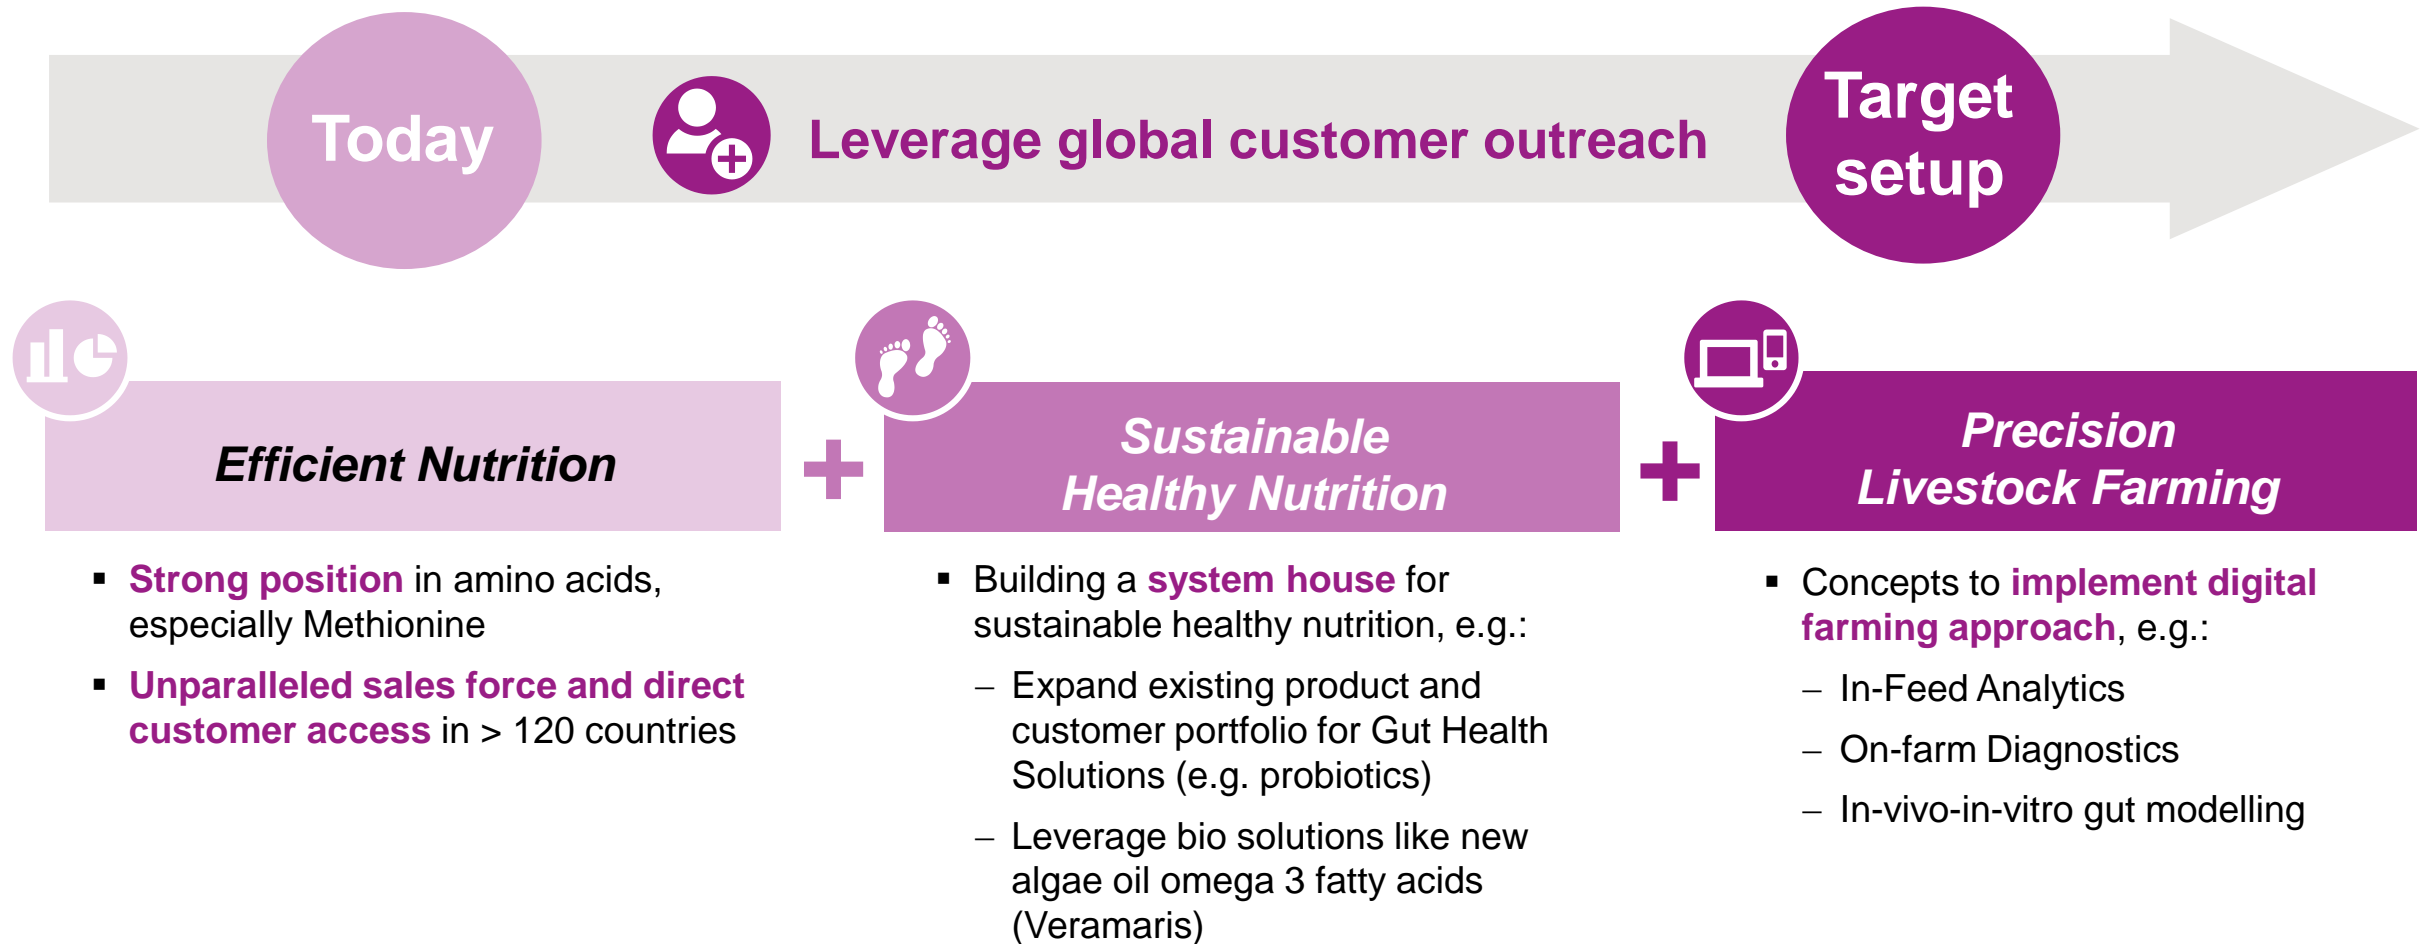 Today
Leverage global customer outreach
Target
setup
Efficient Nutrition
▪ Strong position in amino acids,
especially Methionine
▪ Unparalleled sales force and direct
customer access in > 120 countries
+
Sustainable
Healthy Nutrition
▪ Building a system house for
sustainable healthy nutrition, e.g.:
– Expand existing product and
customer portfolio for Gut Health
Solutions (e.g. probiotics)
– Leverage bio solutions like new
algae oil omega 3 fatty acids
(Veramaris)
+
Precision
Livestock Farming
▪ Concepts to implement digital
farming approach, e.g.:
– In-Feed Analytics
– On-farm Diagnostics
– In-vivo-in-vitro gut modelling